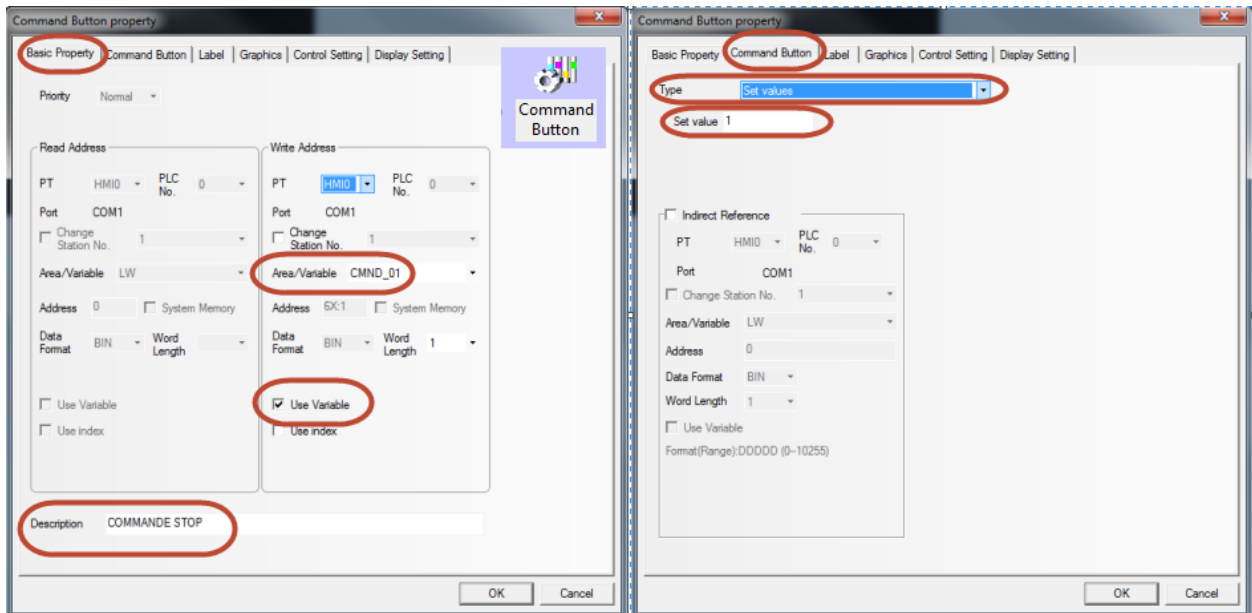 Command Button property
Basic Property Command Button Label Graphics Control Setting Display Setting
Priority Normal
Command
Button
Read Address
PT HMI0 PLC No. 0
Port COM1
Change Station No. 1
Area/Variable LW
Address 0 System Memory
Data Format BIN Word Length
Use Variable
Use index
Write Address
PT HMI0 PLC No. 0
Port COM1
Change Station No. 1
Area/Variable CMND_01
Address 6X:1 System Memory
Data Format BIN Word Length 1
Use Variable
Use index
Description COMMANDE STOP
OK Cancel
Command Button property
Basic Property Command Button Label Graphics Control Setting Display Setting
Type Set values
Set value 1
Indirect Reference
PT HMI0 PLC No. 0
Port COM1
Change Station No. 1
Area/Variable LW
Address 0
Data Format BIN
Word Length 1
Use Variable
Format(Range):DDDDD (0~10255)
OK Cancel